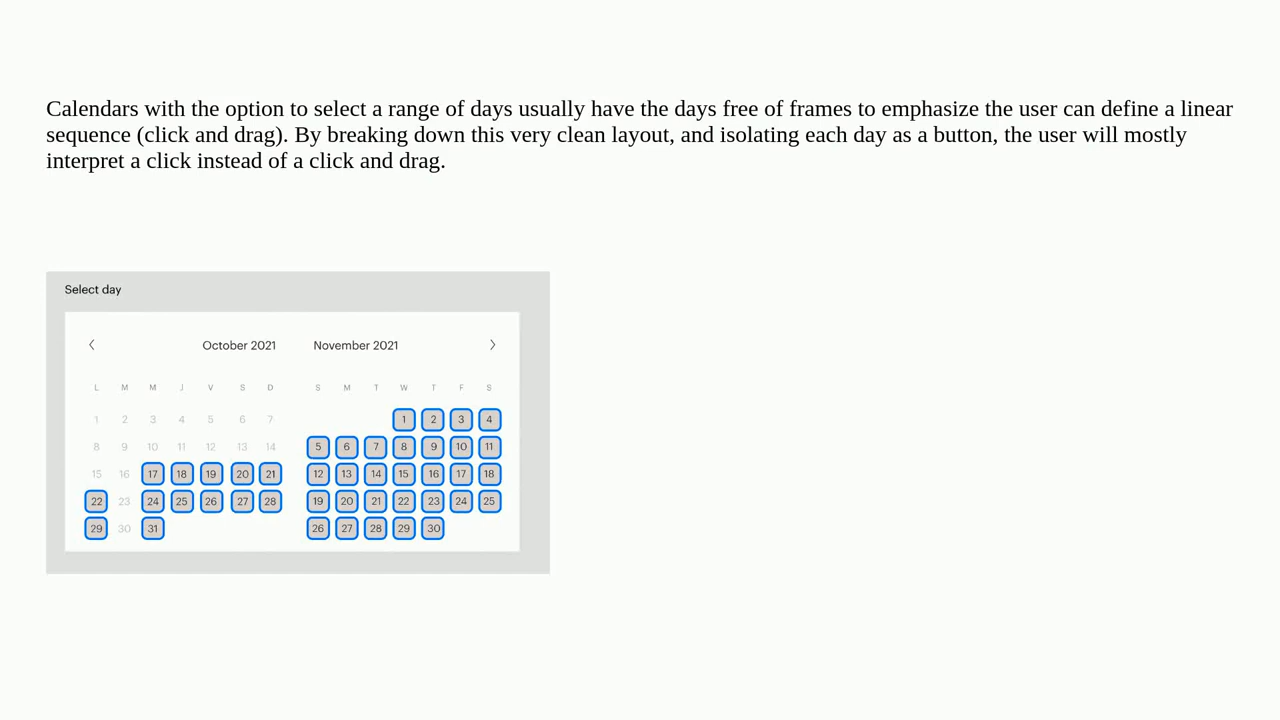 Calendars with the option to select a range of days usually have the days free of frames to emphasize the user can define a linear
sequence (click and drag). By breaking down this very clean layout, and isolating each day as a button, the user will mostly
interpret a click instead of a click and drag.
Select day
October 2021 November 2021
L M M J V S D S M T W T F S
1 2 3 4 5 6 7 1 2 3 4
8 9 10 11 12 13 14 5 6 7 8 9 10 11
15 16 17 18 19 20 21 12 13 14 15 16 17 18
22 23 24 25 26 27 28 19 20 21 22 23 24 25
29 30 31 26 27 28 29 30